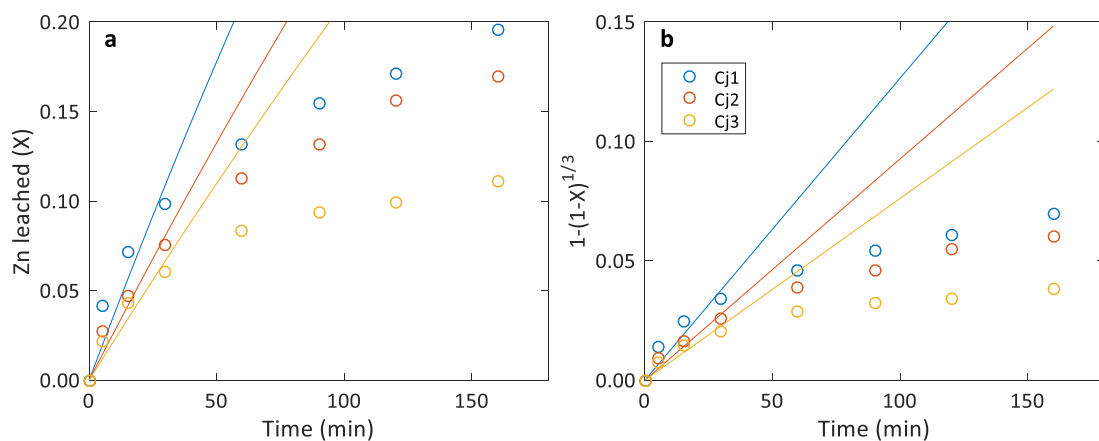 a
Zn leached (X)
0.20
0.15
0.10
0.05
0.00
0 50 100 150
Time (min)
b
1-(1-X)^1/3
Cj1
Cj2
Cj3
0.15
0.10
0.05
0.00
0 50 100 150
Time (min)